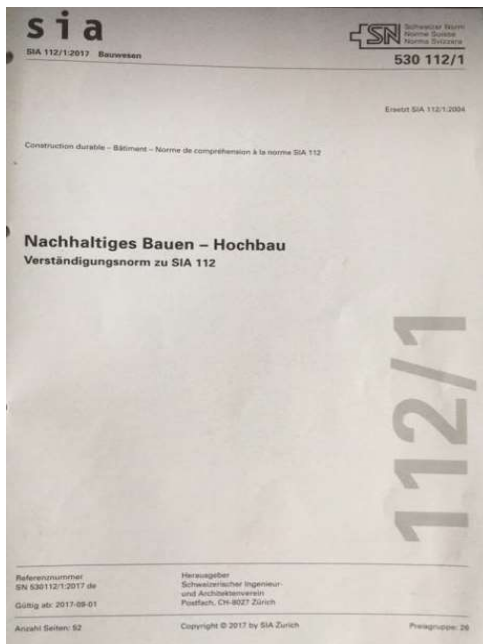 sia
SIA 112/1:2017 Bauwesen
SN
Schweizer Norm
Norme Suisse
Norma Svizzera
530 112/1
Ersetzt SIA 112/1:2004
Construction durable – Bâtiment – Norme de compréhension à la norme SIA 112
Nachhaltiges Bauen – Hochbau
Verständigungsnorm zu SIA 112
112/1
Referenznummer
SN 530112/1:2017 de
Gültig ab: 2017-09-01
Herausgeber
Schweizerischer Ingenieur-
und Architektenverein
Postfach, CH-8027 Zürich
Anzahl Seiten: 52
Copyright © 2017 by SIA Zurich
Preisgruppe: 26